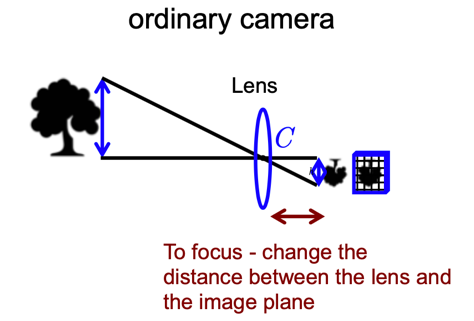 ordinary camera
Lens
C
To focus - change the
distance between the lens and
the image plane